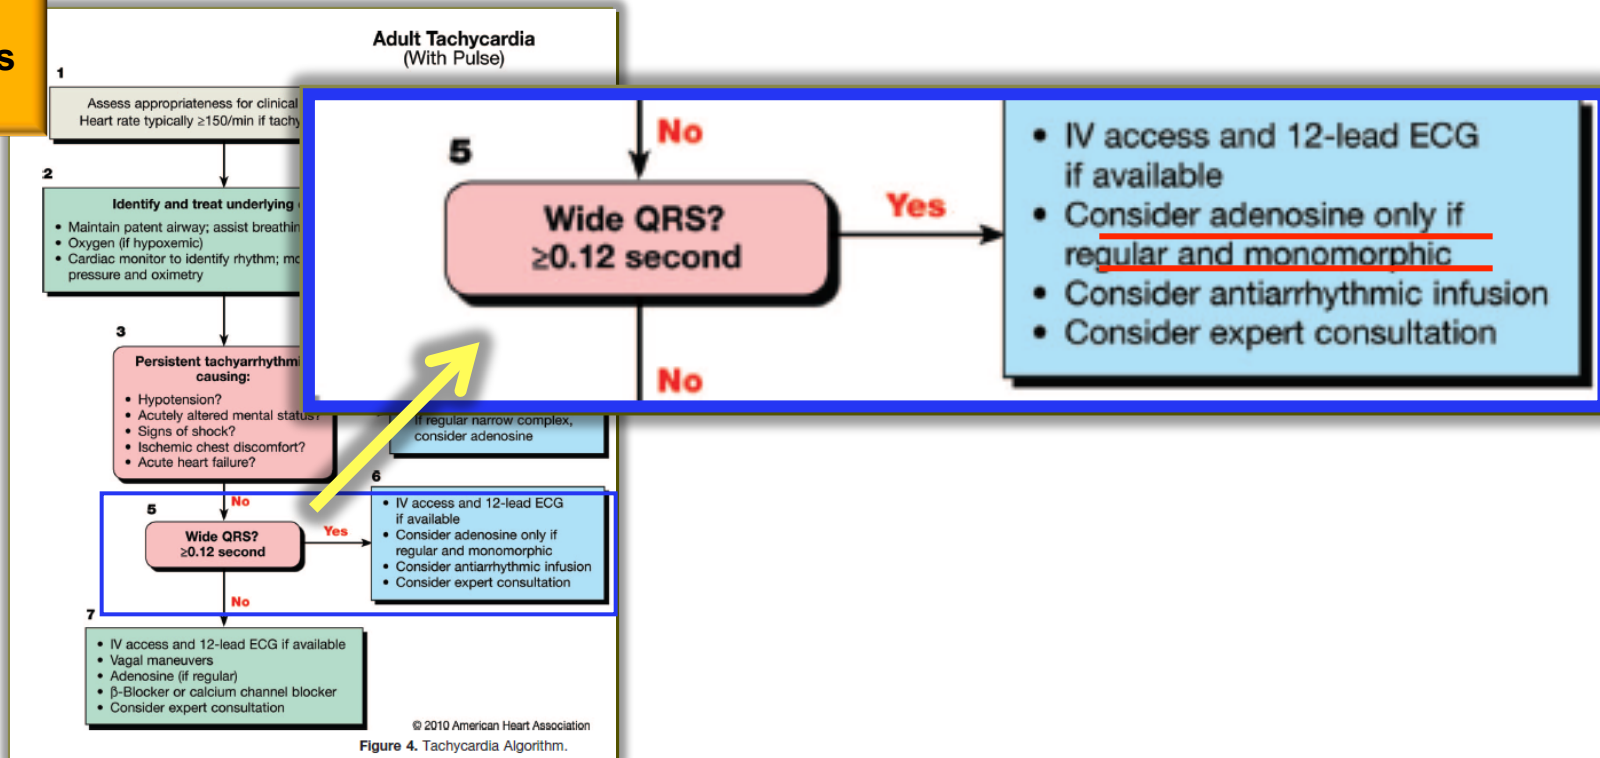 s
Adult Tachycardia
(With Pulse)
1
Assess appropriateness for clinical
Heart rate typically ≥150/min if
2
Identify and treat underlying
• Maintain patent airway; assist
• Oxygen (if hypoxemic)
• Cardiac monitor to identify rhythm;
pressure and oximetry
3
Persistent
causing:
• Hypotension?
• Acutely altered mental status?
• Signs of shock?
• Ischemic chest discomfort?
• Acute heart failure?
If regular narrow complex,
consider adenosine
No
5
Wide QRS?
≥0.12 second
Yes
6
• IV access and 12-lead ECG
if available
• Consider adenosine only if
regular and monomorphic
• Consider antiarrhythmic infusion
• Consider expert consultation
No
7
• IV access and 12-lead ECG if available
• Vagal maneuvers
• Adenosine (if regular)
• β-Blocker or calcium channel blocker
• Consider expert consultation
© 2010 American Heart Association
Figure 4. Tachycardia Algorithm.
No
5
Wide QRS?
≥0.12 second
Yes
• IV access and 12-lead ECG
if available
• Consider adenosine only if
regular and monomorphic
• Consider antiarrhythmic infusion
• Consider expert consultation
No